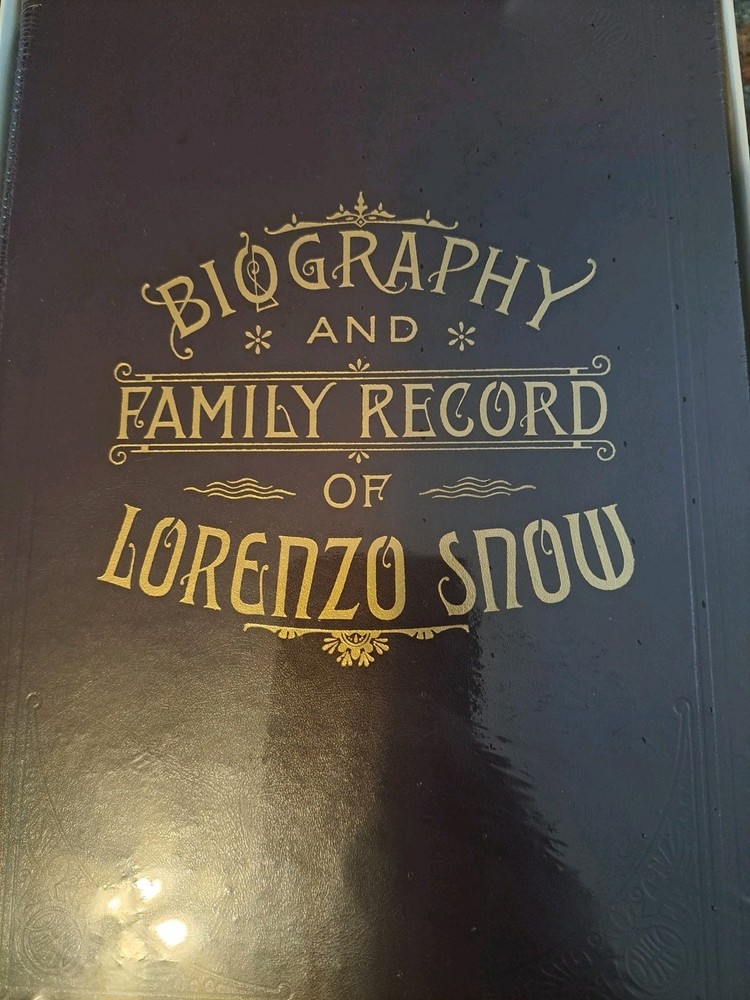 BIOGRAPHY
AND
FAMILY RECORD
OF
LORENZO SNOW